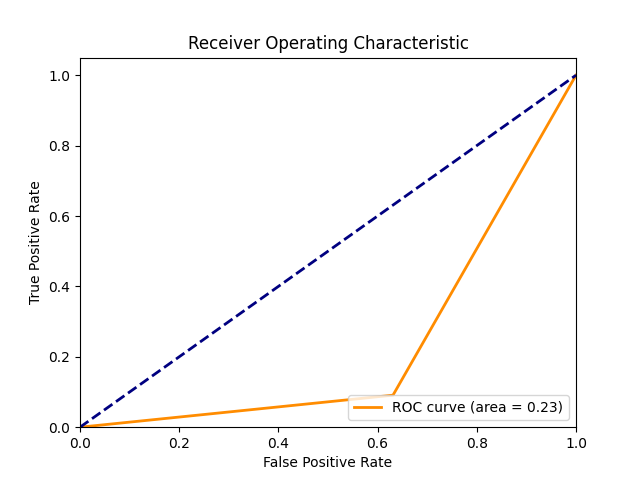 Receiver Operating Characteristic
True Positive Rate
1.0
0.8
0.6
0.4
0.2
0.0
ROC curve (area = 0.23)
0.0 0.2 0.4 0.6 0.8 1.0
False Positive Rate